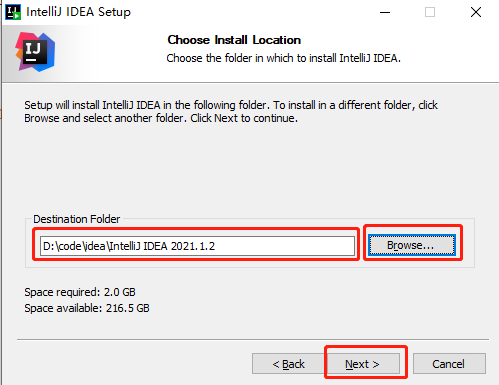 IntelliJ IDEA Setup
IJ
Choose Install Location
Choose the folder in which to install IntelliJ IDEA.
Setup will install IntelliJ IDEA in the following folder. To install in a different folder, click
Browse and select another folder. Click Next to continue.
Destination Folder
D:\code\idea\IntelliJ IDEA 2021.1.2
Browse...
Space required: 2.0 GB
Space available: 216.5 GB
< Back
Next >
Cancel